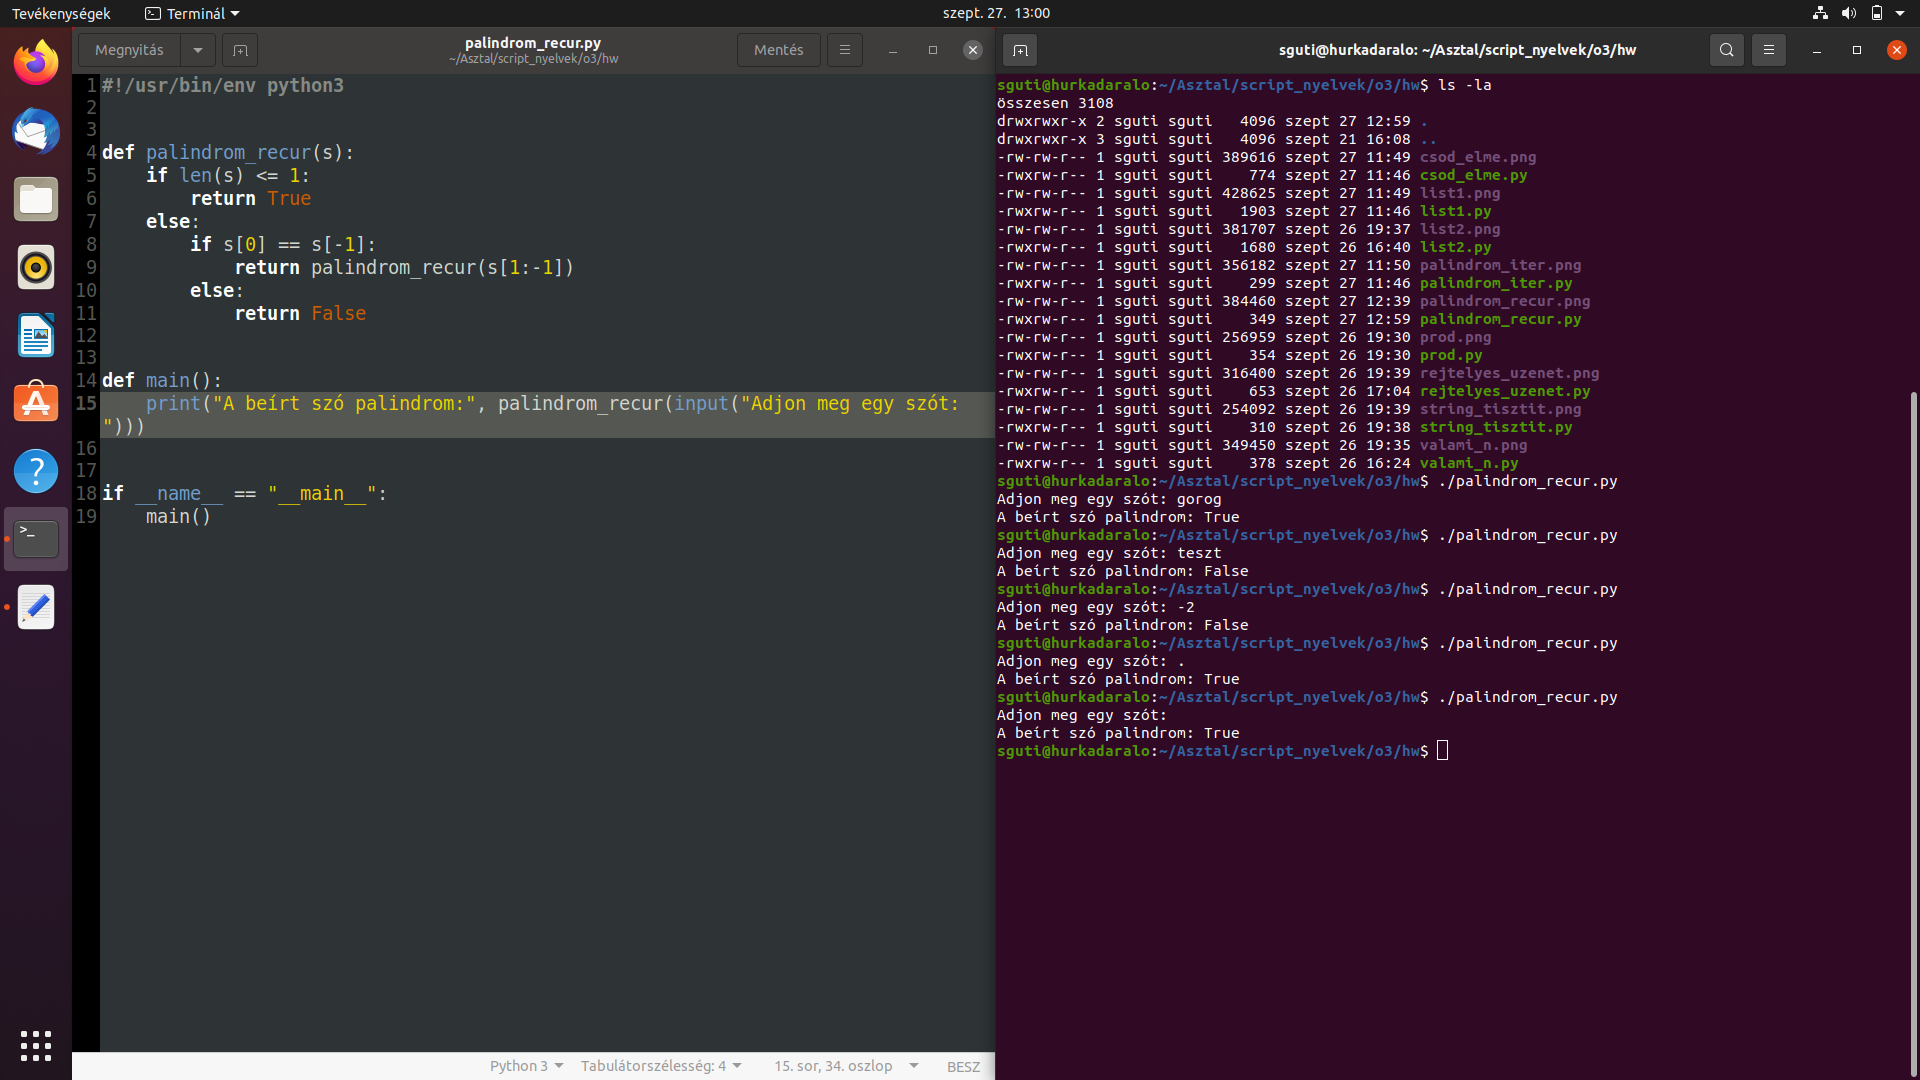 Tevékenységek
Terminál
szept. 27.  13:00
Megnyitás
palindrom_recur.py
~/Asztal/script_nyelvek/o3/hw
Mentés
1 #!/usr/bin/env python3
2
3
4 def palindrom_recur(s):
5     if len(s) <= 1:
6         return True
7     else:
8         if s[0] == s[-1]:
9             return palindrom_recur(s[1:-1])
10         else:
11             return False
12
13
14 def main():
15     print("A beírt szó palindrom:", palindrom_recur(input("Adjon meg egy szót:
")))
16
17
18 if __name__ == "__main__":
19     main()
Python 3
Tabulátorszélesség: 4
15. sor, 34. oszlop
BESZ
sguti@hurkadaralo: ~/Asztal/script_nyelvek/o3/hw
sguti@hurkadaralo:~/Asztal/script_nyelvek/o3/hw$ ls -la
összesen 3108
drwxrwxr-x 2 sguti sguti   4096 szept 27 12:59 .
drwxrwxr-x 3 sguti sguti   4096 szept 21 16:08 ..
-rw-rw-r-- 1 sguti sguti 389616 szept 27 11:49 csod_elme.png
-rwxrw-r-- 1 sguti sguti    774 szept 27 11:46 csod_elme.py
-rw-rw-r-- 1 sguti sguti 428625 szept 27 11:49 list1.png
-rwxrw-r-- 1 sguti sguti   1903 szept 27 11:46 list1.py
-rw-rw-r-- 1 sguti sguti 381707 szept 26 19:37 list2.png
-rwxrw-r-- 1 sguti sguti   1680 szept 26 16:40 list2.py
-rw-rw-r-- 1 sguti sguti 356182 szept 27 11:50 palindrom_iter.png
-rwxrw-r-- 1 sguti sguti    299 szept 27 11:46 palindrom_iter.py
-rw-rw-r-- 1 sguti sguti 384460 szept 27 12:39 palindrom_recur.png
-rwxrw-r-- 1 sguti sguti    349 szept 27 12:59 palindrom_recur.py
-rw-rw-r-- 1 sguti sguti 256959 szept 26 19:30 prod.png
-rwxrw-r-- 1 sguti sguti    354 szept 26 19:30 prod.py
-rw-rw-r-- 1 sguti sguti 316400 szept 26 19:39 rejtelyes_uzenet.png
-rwxrw-r-- 1 sguti sguti    653 szept 26 17:04 rejtelyes_uzenet.py
-rw-rw-r-- 1 sguti sguti 254092 szept 26 19:39 string_tisztit.png
-rwxrw-r-- 1 sguti sguti    310 szept 26 19:38 string_tisztit.py
-rw-rw-r-- 1 sguti sguti 349450 szept 26 19:35 valami_n.png
-rwxrw-r-- 1 sguti sguti    378 szept 26 16:24 valami_n.py
sguti@hurkadaralo:~/Asztal/script_nyelvek/o3/hw$ ./palindrom_recur.py
Adjon meg egy szót: gorog
A beírt szó palindrom: True
sguti@hurkadaralo:~/Asztal/script_nyelvek/o3/hw$ ./palindrom_recur.py
Adjon meg egy szót: teszt
A beírt szó palindrom: False
sguti@hurkadaralo:~/Asztal/script_nyelvek/o3/hw$ ./palindrom_recur.py
Adjon meg egy szót: -2
A beírt szó palindrom: False
sguti@hurkadaralo:~/Asztal/script_nyelvek/o3/hw$ ./palindrom_recur.py
Adjon meg egy szót: .
A beírt szó palindrom: True
sguti@hurkadaralo:~/Asztal/script_nyelvek/o3/hw$ ./palindrom_recur.py
Adjon meg egy szót:
A beírt szó palindrom: True
sguti@hurkadaralo:~/Asztal/script_nyelvek/o3/hw$